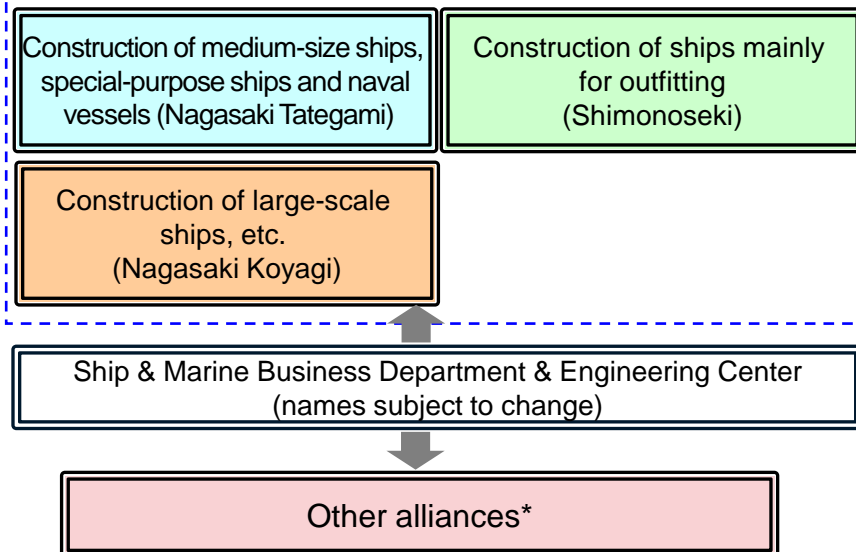 Construction of medium-size ships,
special-purpose ships and naval
vessels (Nagasaki Tategami)
Construction of ships mainly
for outfitting
(Shimonoseki)
Construction of large-scale
ships, etc.
(Nagasaki Koyagi)
Ship & Marine Business Department & Engineering Center
(names subject to change)
Other alliances*